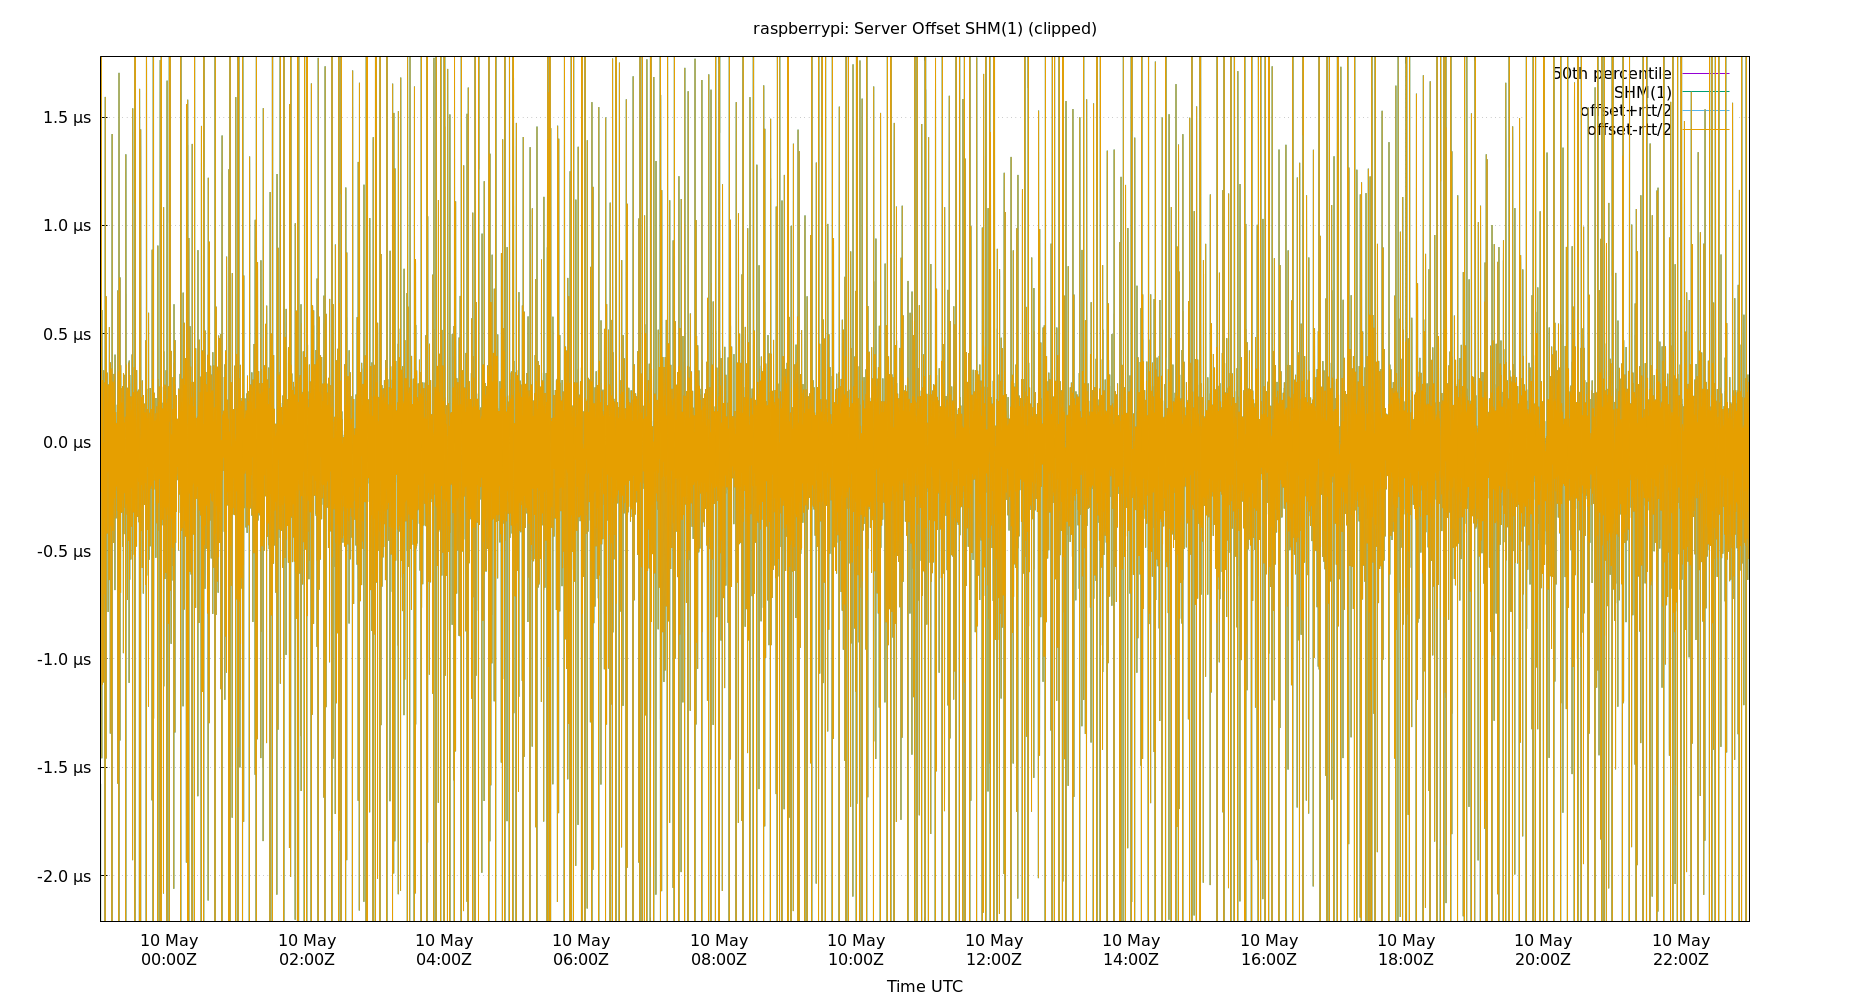 raspberrypi: Server Offset SHM(1) (clipped)
50th percentile
SHM(1)
offset+rtt/2
offset-rtt/2
1.5 µs
1.0 µs
0.5 µs
0.0 µs
-0.5 µs
-1.0 µs
-1.5 µs
-2.0 µs
10 May 10 May 10 May 10 May 10 May 10 May 10 May 10 May 10 May 10 May 10 May 10 May
00:00Z 02:00Z 04:00Z 06:00Z 08:00Z 10:00Z 12:00Z 14:00Z 16:00Z 18:00Z 20:00Z 22:00Z
Time UTC